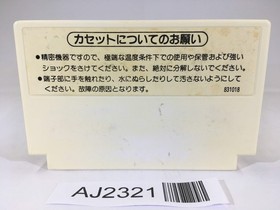 カセットについてのお願い
●精密機器ですので、極端な温度条件下での使用や保管および強い
ショックをさけてください。また、絶対に分解しないでください。
●端子部に手を触れたり、水にぬらしたりして汚さないようにして
ください。故障の原因となります。
831018
AJ2321